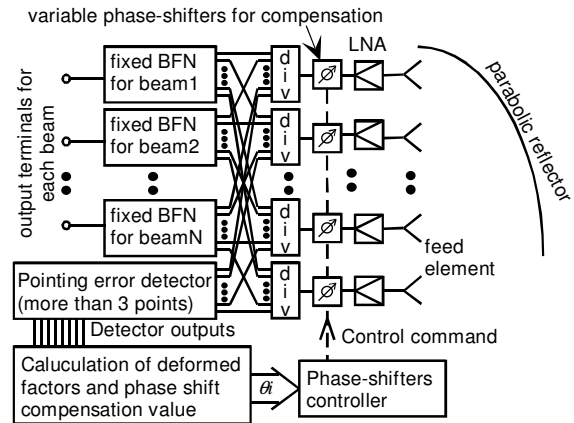 variable phase-shifters for compensation
LNA
fixed BFN
for beam1
d
i
v
parabolic reflector
output terminals for
each beam
fixed BFN
for beam2
d
i
v
fixed BFN
for beamN
d
i
v
feed
element
Pointing error detector
(more than 3 points)
d
i
v
Detector outputs
Control command
Caluculation of deformed
factors and phase shift
compensation value
θi
Phase-shifters
controller